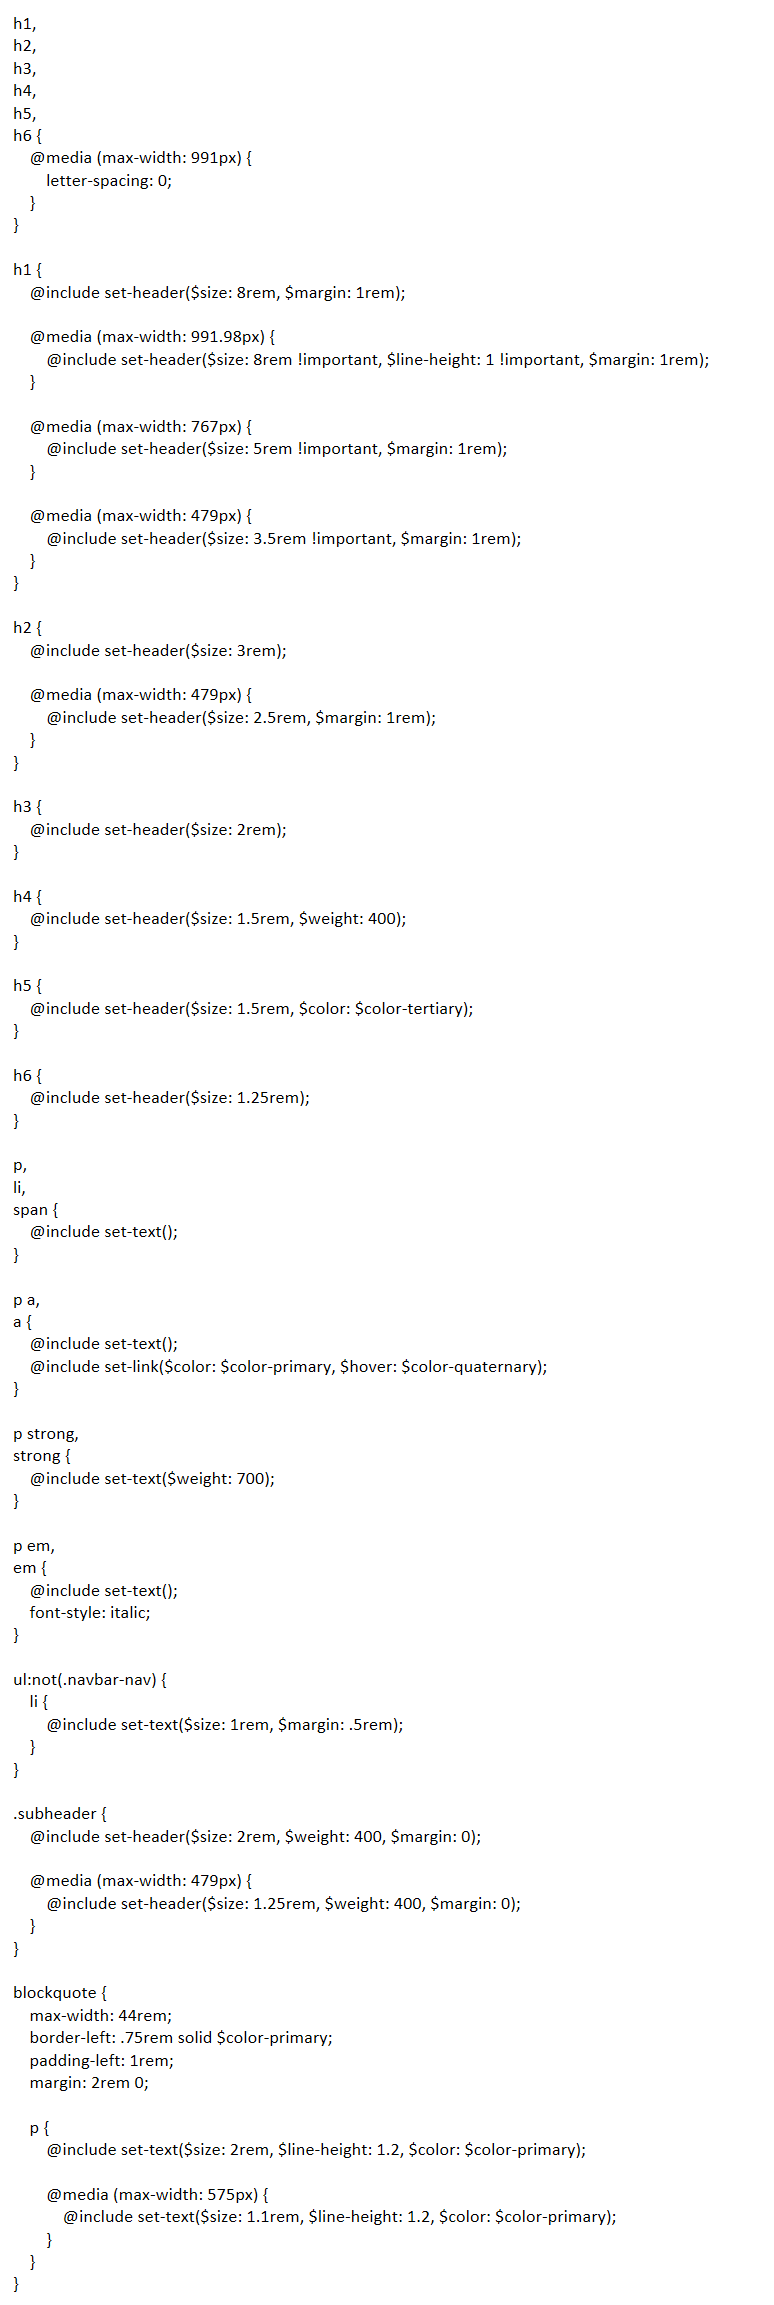 h1,
h2,
h3,
h4,
h5,
h6 {
    @media (max-width: 991px) {
        letter-spacing: 0;
    }
}

h1 {
    @include set-header($size: 8rem, $margin: 1rem);

    @media (max-width: 991.98px) {
        @include set-header($size: 8rem !important, $line-height: 1 !important, $margin: 1rem);
    }

    @media (max-width: 767px) {
        @include set-header($size: 5rem !important, $margin: 1rem);
    }

    @media (max-width: 479px) {
        @include set-header($size: 3.5rem !important, $margin: 1rem);
    }
}

h2 {
    @include set-header($size: 3rem);

    @media (max-width: 479px) {
        @include set-header($size: 2.5rem, $margin: 1rem);
    }
}

h3 {
    @include set-header($size: 2rem);
}

h4 {
    @include set-header($size: 1.5rem, $weight: 400);
}

h5 {
    @include set-header($size: 1.5rem, $color: $color-tertiary);
}

h6 {
    @include set-header($size: 1.25rem);
}

p,
li,
span {
    @include set-text();
}

p a,
a {
    @include set-text();
    @include set-link($color: $color-primary, $hover: $color-quaternary);
}

p strong,
strong {
    @include set-text($weight: 700);
}

p em,
em {
    @include set-text();
    font-style: italic;
}

ul:not(.navbar-nav) {
    li {
        @include set-text($size: 1rem, $margin: .5rem);
    }
}

.subheader {
    @include set-header($size: 2rem, $weight: 400, $margin: 0);

    @media (max-width: 479px) {
        @include set-header($size: 1.25rem, $weight: 400, $margin: 0);
    }
}

blockquote {
    max-width: 44rem;
    border-left: .75rem solid $color-primary;
    padding-left: 1rem;
    margin: 2rem 0;

    p {
        @include set-text($size: 2rem, $line-height: 1.2, $color: $color-primary);

        @media (max-width: 575px) {
            @include set-text($size: 1.1rem, $line-height: 1.2, $color: $color-primary);
        }
    }
}